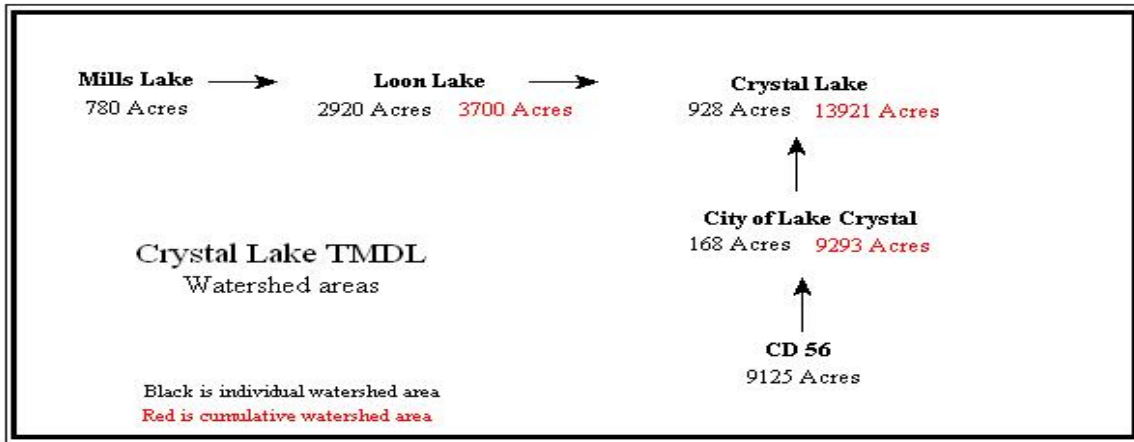 Mills Lake
780 Acres
Loon Lake
2920 Acres 3700 Acres
Crystal Lake
928 Acres 13921 Acres
City of Lake Crystal
168 Acres 9293 Acres
CD 56
9125 Acres
Crystal Lake TMDL
Watershed areas
Black is individual watershed area
Red is cumulative watershed area